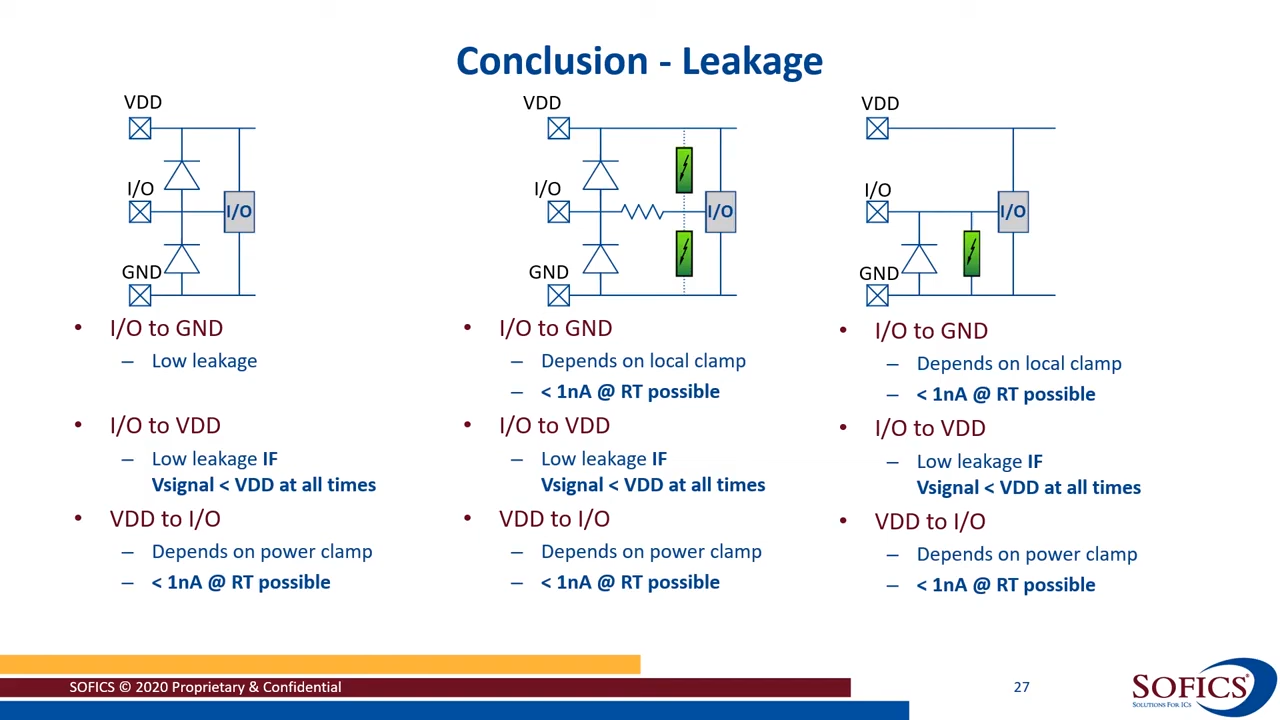 Conclusion - Leakage
VDD
I/O
GND
I/O
• I/O to GND
– Low leakage
• I/O to VDD
– Low leakage IF
Vsignal < VDD at all times
• VDD to I/O
– Depends on power clamp
– < 1nA @ RT possible
VDD
I/O
GND
I/O
• I/O to GND
– Depends on local clamp
– < 1nA @ RT possible
• I/O to VDD
– Low leakage IF
Vsignal < VDD at all times
• VDD to I/O
– Depends on power clamp
– < 1nA @ RT possible
VDD
I/O
GND
I/O
• I/O to GND
– Depends on local clamp
– < 1nA @ RT possible
• I/O to VDD
– Low leakage IF
Vsignal < VDD at all times
• VDD to I/O
– Depends on power clamp
– < 1nA @ RT possible
SOFICS © 2020 Proprietary & Confidential
27
SOFICS®
SOLUTIONS FOR ICS